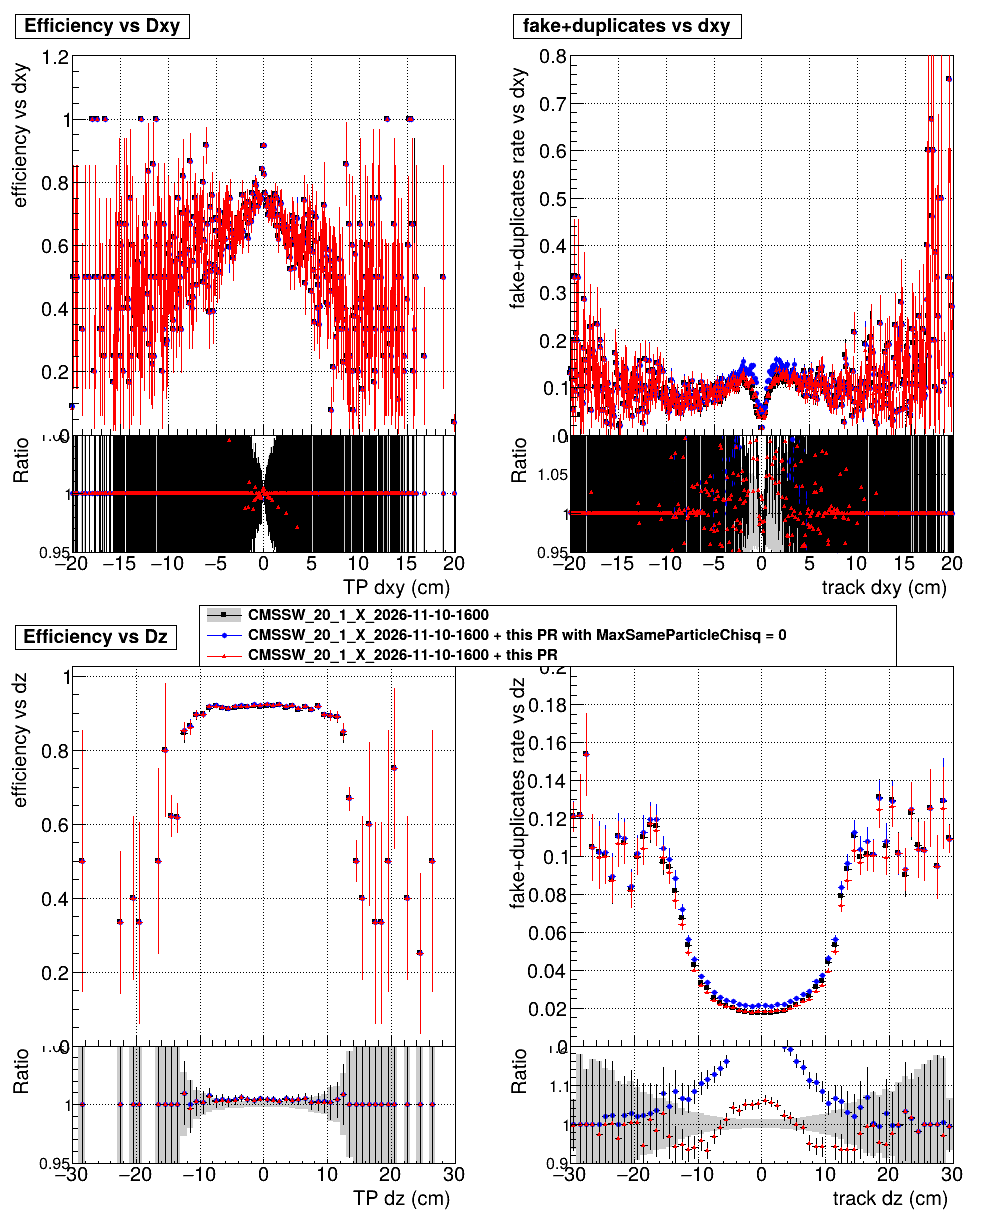 Efficiency vs Dxy
fake+duplicates vs dxy
efficiency vs dxy
1.2
1
0.8
0.6
0.4
0.2
0
Ratio
1
0.95
−20 −15 −10 −5 0 5 10 15 20
TP dxy (cm)
fake+duplicates rate vs dxy
0.8
0.7
0.6
0.5
0.4
0.3
0.2
0.1
0
Ratio
1.05
1
0.95
−20 −15 −10 −5 0 5 10 15 20
track dxy (cm)
CMSSW_20_1_X_2026-11-10-1600
CMSSW_20_1_X_2026-11-10-1600 + this PR with MaxSameParticleChisq = 0
CMSSW_20_1_X_2026-11-10-1600 + this PR
Efficiency vs Dz
efficiency vs dz
1
0.8
0.6
0.4
0.2
0
Ratio
1
0.95
−30 −20 −10 0 10 20 30
TP dz (cm)
fake+duplicates rate vs dz
0.2
0.18
0.16
0.14
0.12
0.1
0.08
0.06
0.04
0.02
0
Ratio
1.1
1
0.9
−30 −20 −10 0 10 20 30
track dz (cm)